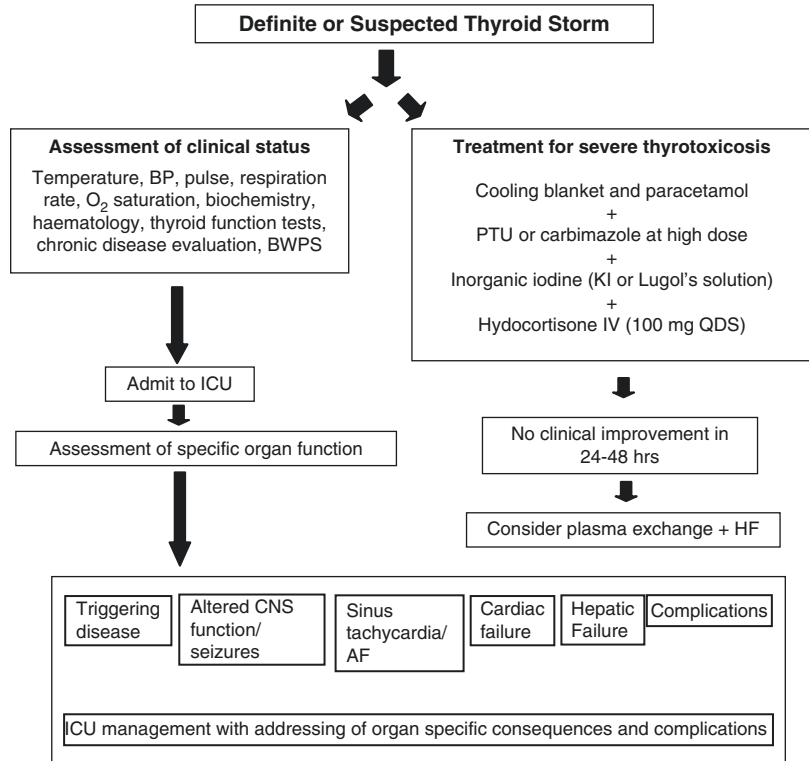 Definite or Suspected Thyroid Storm
Assessment of clinical status
Temperature, BP, pulse, respiration
rate, O₂ saturation, biochemistry,
haematology, thyroid function tests,
chronic disease evaluation, BWPS
Admit to ICU
Assessment of specific organ function
Treatment for severe thyrotoxicosis
Cooling blanket and paracetamol
+
PTU or carbimazole at high dose
+
Inorganic iodine (KI or Lugol's solution)
+
Hydocortisone IV (100 mg QDS)
No clinical improvement in
24-48 hrs
Consider plasma exchange + HF
Triggering
disease
Altered CNS
function/
seizures
Sinus
tachycardia/
AF
Cardiac
failure
Hepatic
Failure
Complications
ICU management with addressing of organ specific consequences and complications